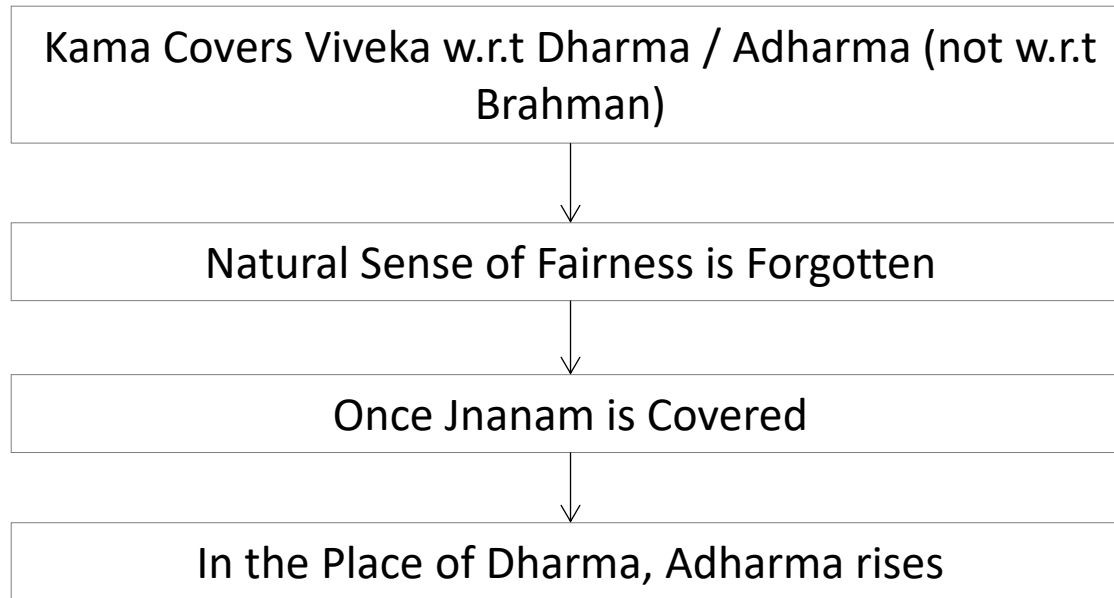 Kama Covers Viveka w.r.t Dharma / Adharma (not w.r.t
Brahman)
Natural Sense of Fairness is Forgotten
Once Jnanam is Covered
In the Place of Dharma, Adharma rises